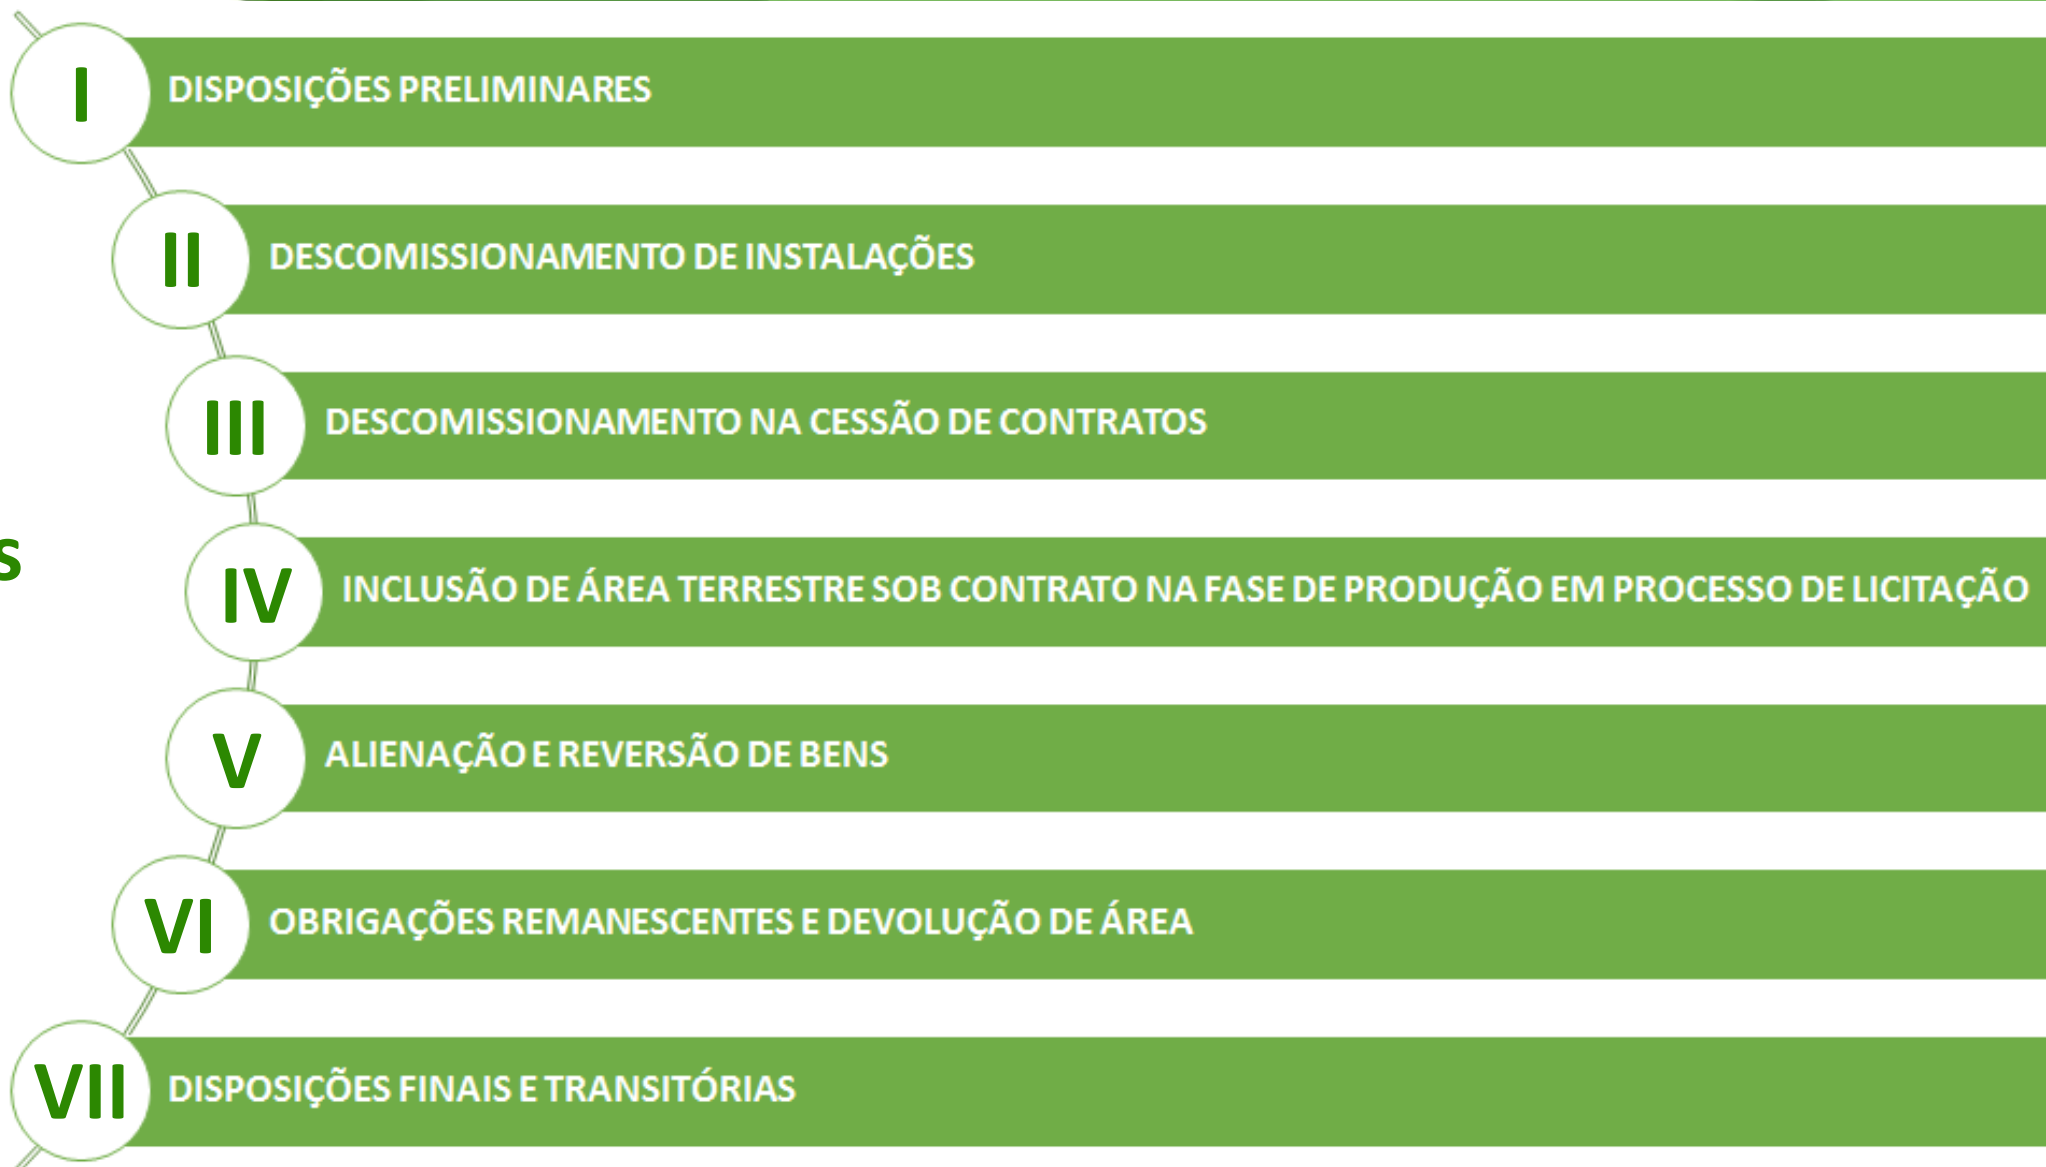 I
DISPOSIÇÕES PRELIMINARES
II
DESCOMISSIONAMENTO DE INSTALAÇÕES
III
DESCOMISSIONAMENTO NA CESSÃO DE CONTRATOS
IV
INCLUSÃO DE ÁREA TERRESTRE SOB CONTRATO NA FASE DE PRODUÇÃO EM PROCESSO DE LICITAÇÃO
V
ALIENAÇÃO E REVERSÃO DE BENS
VI
OBRIGAÇÕES REMANESCENTES E DEVOLUÇÃO DE ÁREA
VII
DISPOSIÇÕES FINAIS E TRANSITÓRIAS